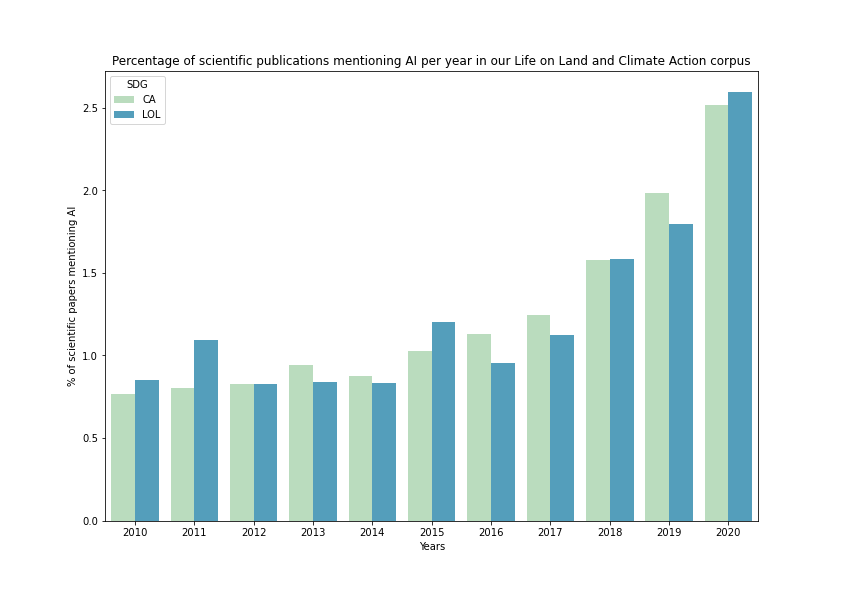 Percentage of scientific publications mentioning AI per year in our Life on Land and Climate Action corpus
SDG
CA
LOL
% of scientific papers mentioning AI
2.5
2.0
1.5
1.0
0.5
0.0
2010 2011 2012 2013 2014 2015 2016 2017 2018 2019 2020
Years